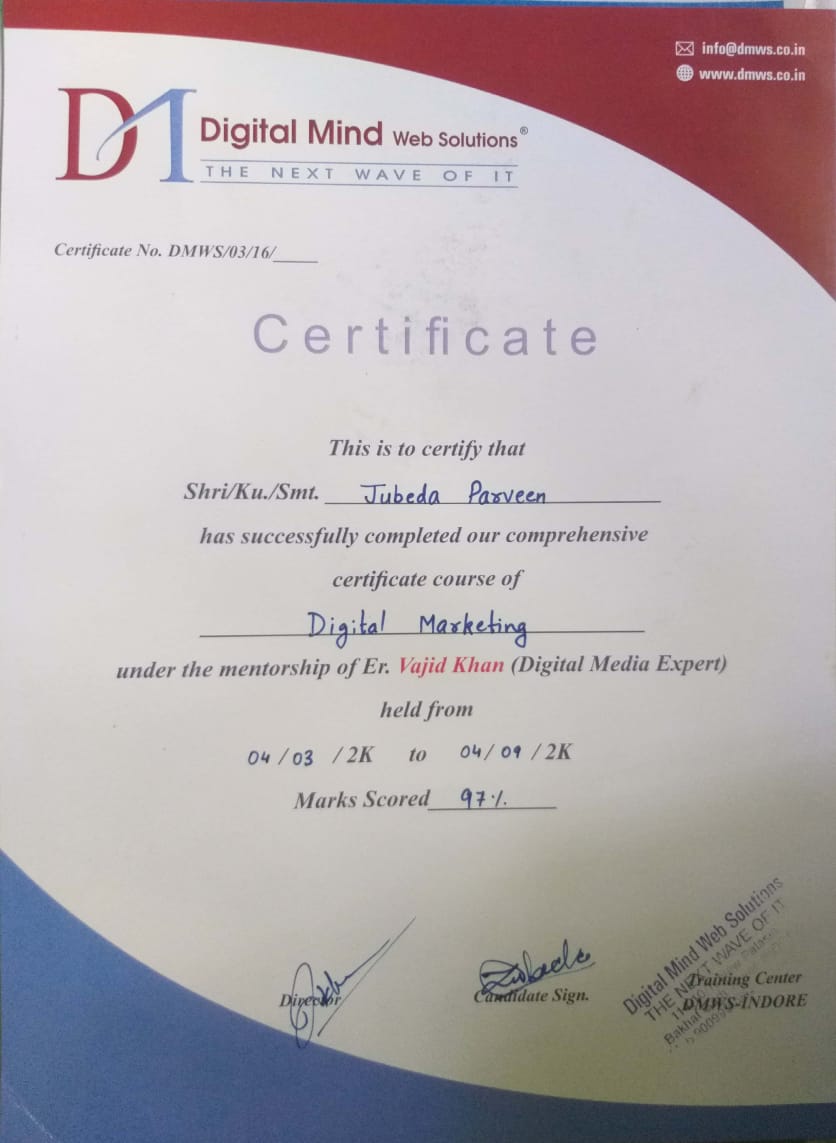 info@dmws.co.in
www.dmws.co.in
DM Digital Mind Web Solutions®
THE NEXT WAVE OF IT
Certificate No. DMWS/03/16/____
Certificate
This is to certify that
Shri/Ku./Smt. Jubeda Parveen
has successfully completed our comprehensive
certificate course of
Digital Marketing
under the mentorship of Er. Vajid Khan (Digital Media Expert)
held from
04/03/2K to 04/09/2K
Marks Scored 97%
Director
Candidate Sign.
Training Center
DMWS-INDORE
Digital Mind Web Solutions
THE NEXT WAVE OF IT